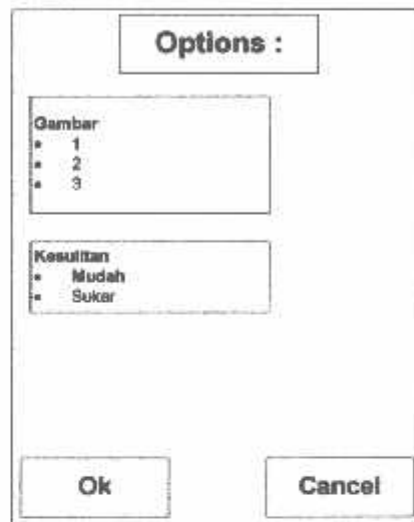 Options :
Gambar
• 1
• 2
• 3
Kesulitan
• Mudah
• Sukar
Ok
Cancel